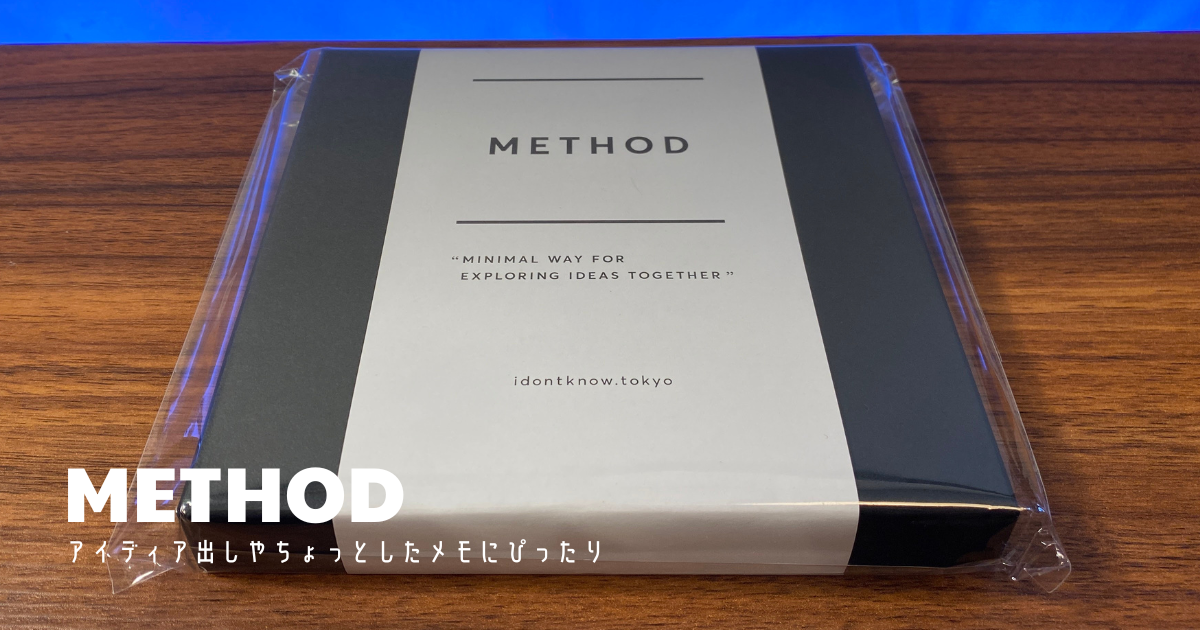 METHOD
“MINIMAL WAY FOR
EXPLORING IDEAS TOGETHER”
idontknow.tokyo
METHOD
アイディア出しやちょっとしたメモにぴったり